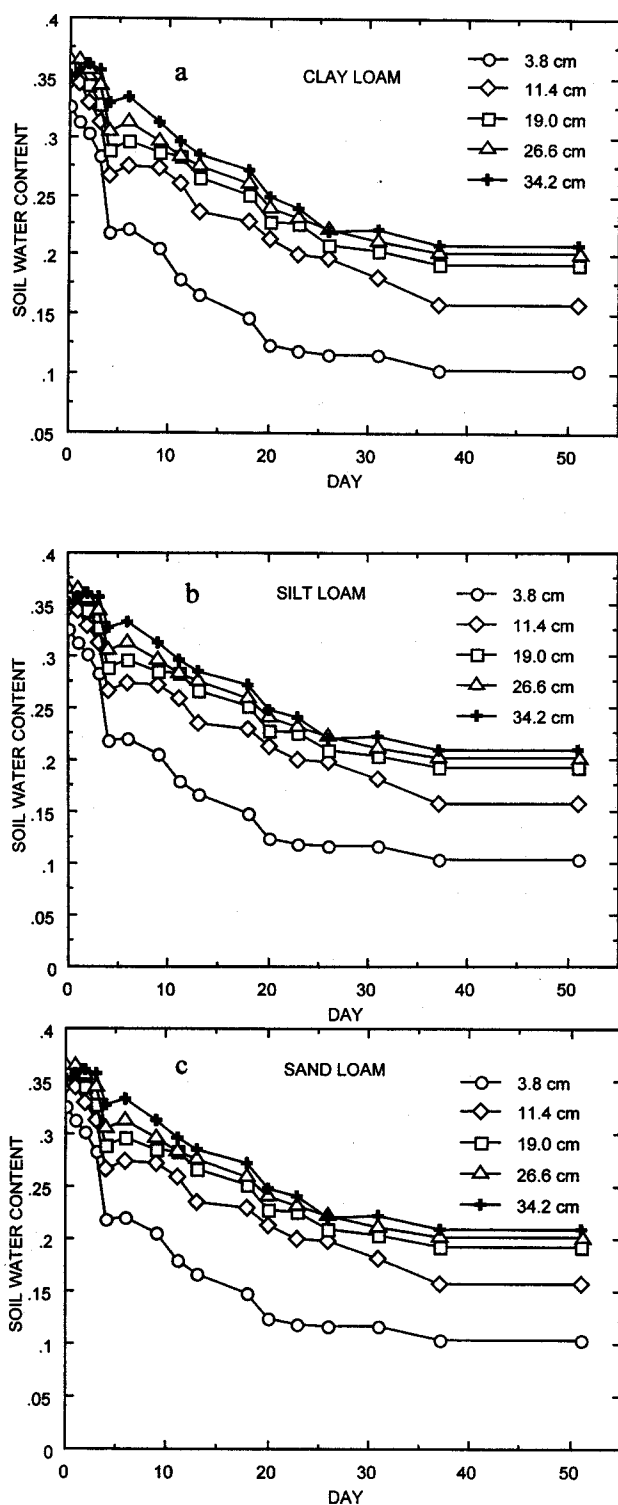 .4
.35
.3
.25
.2
.15
.1
.05
SOIL WATER CONTENT
a
CLAY LOAM
3.8 cm
11.4 cm
19.0 cm
26.6 cm
34.2 cm
0 10 20 30 40 50
DAY
.4
.35
.3
.25
.2
.15
.1
.05
0
SOIL WATER CONTENT
b
SILT LOAM
3.8 cm
11.4 cm
19.0 cm
26.6 cm
34.2 cm
0 10 20 30 40 50
DAY
.4
.35
.3
.25
.2
.15
.1
.05
0
SOIL WATER CONTENT
c
SAND LOAM
3.8 cm
11.4 cm
19.0 cm
26.6 cm
34.2 cm
0 10 20 30 40 50
DAY